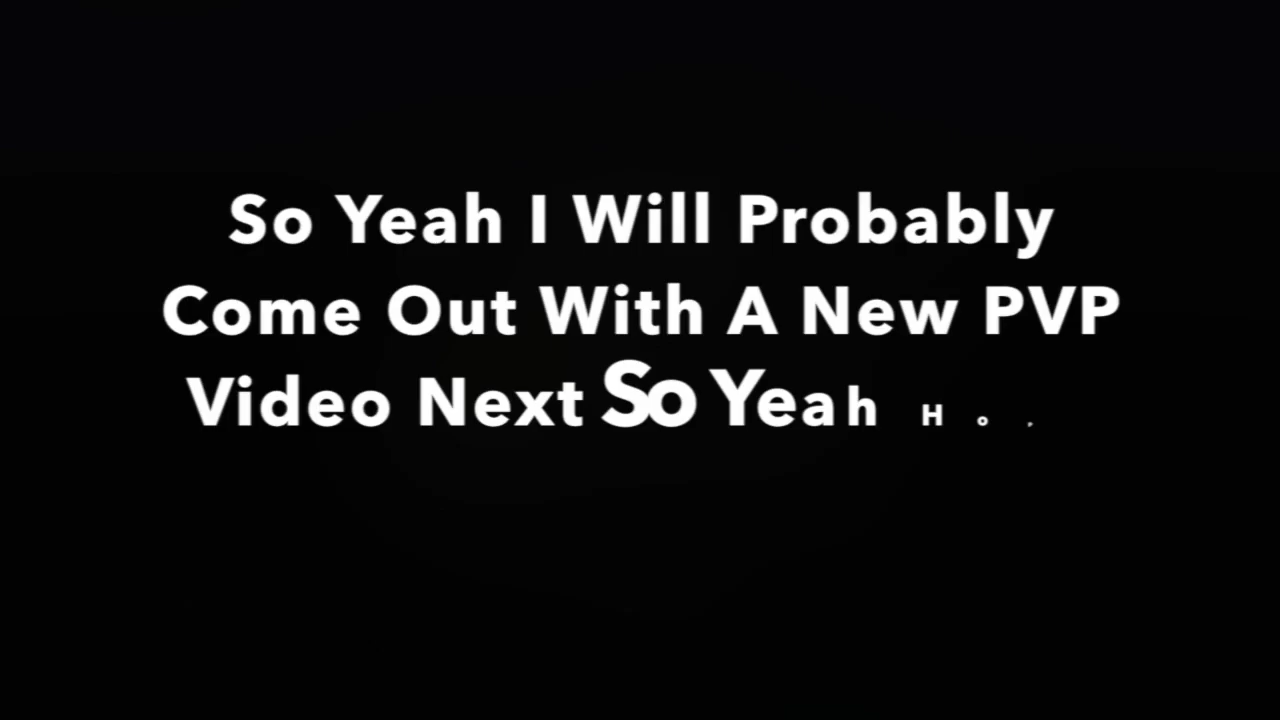 So Yeah I Will Probably
Come Out With A New PVP
Video Next So Yeah